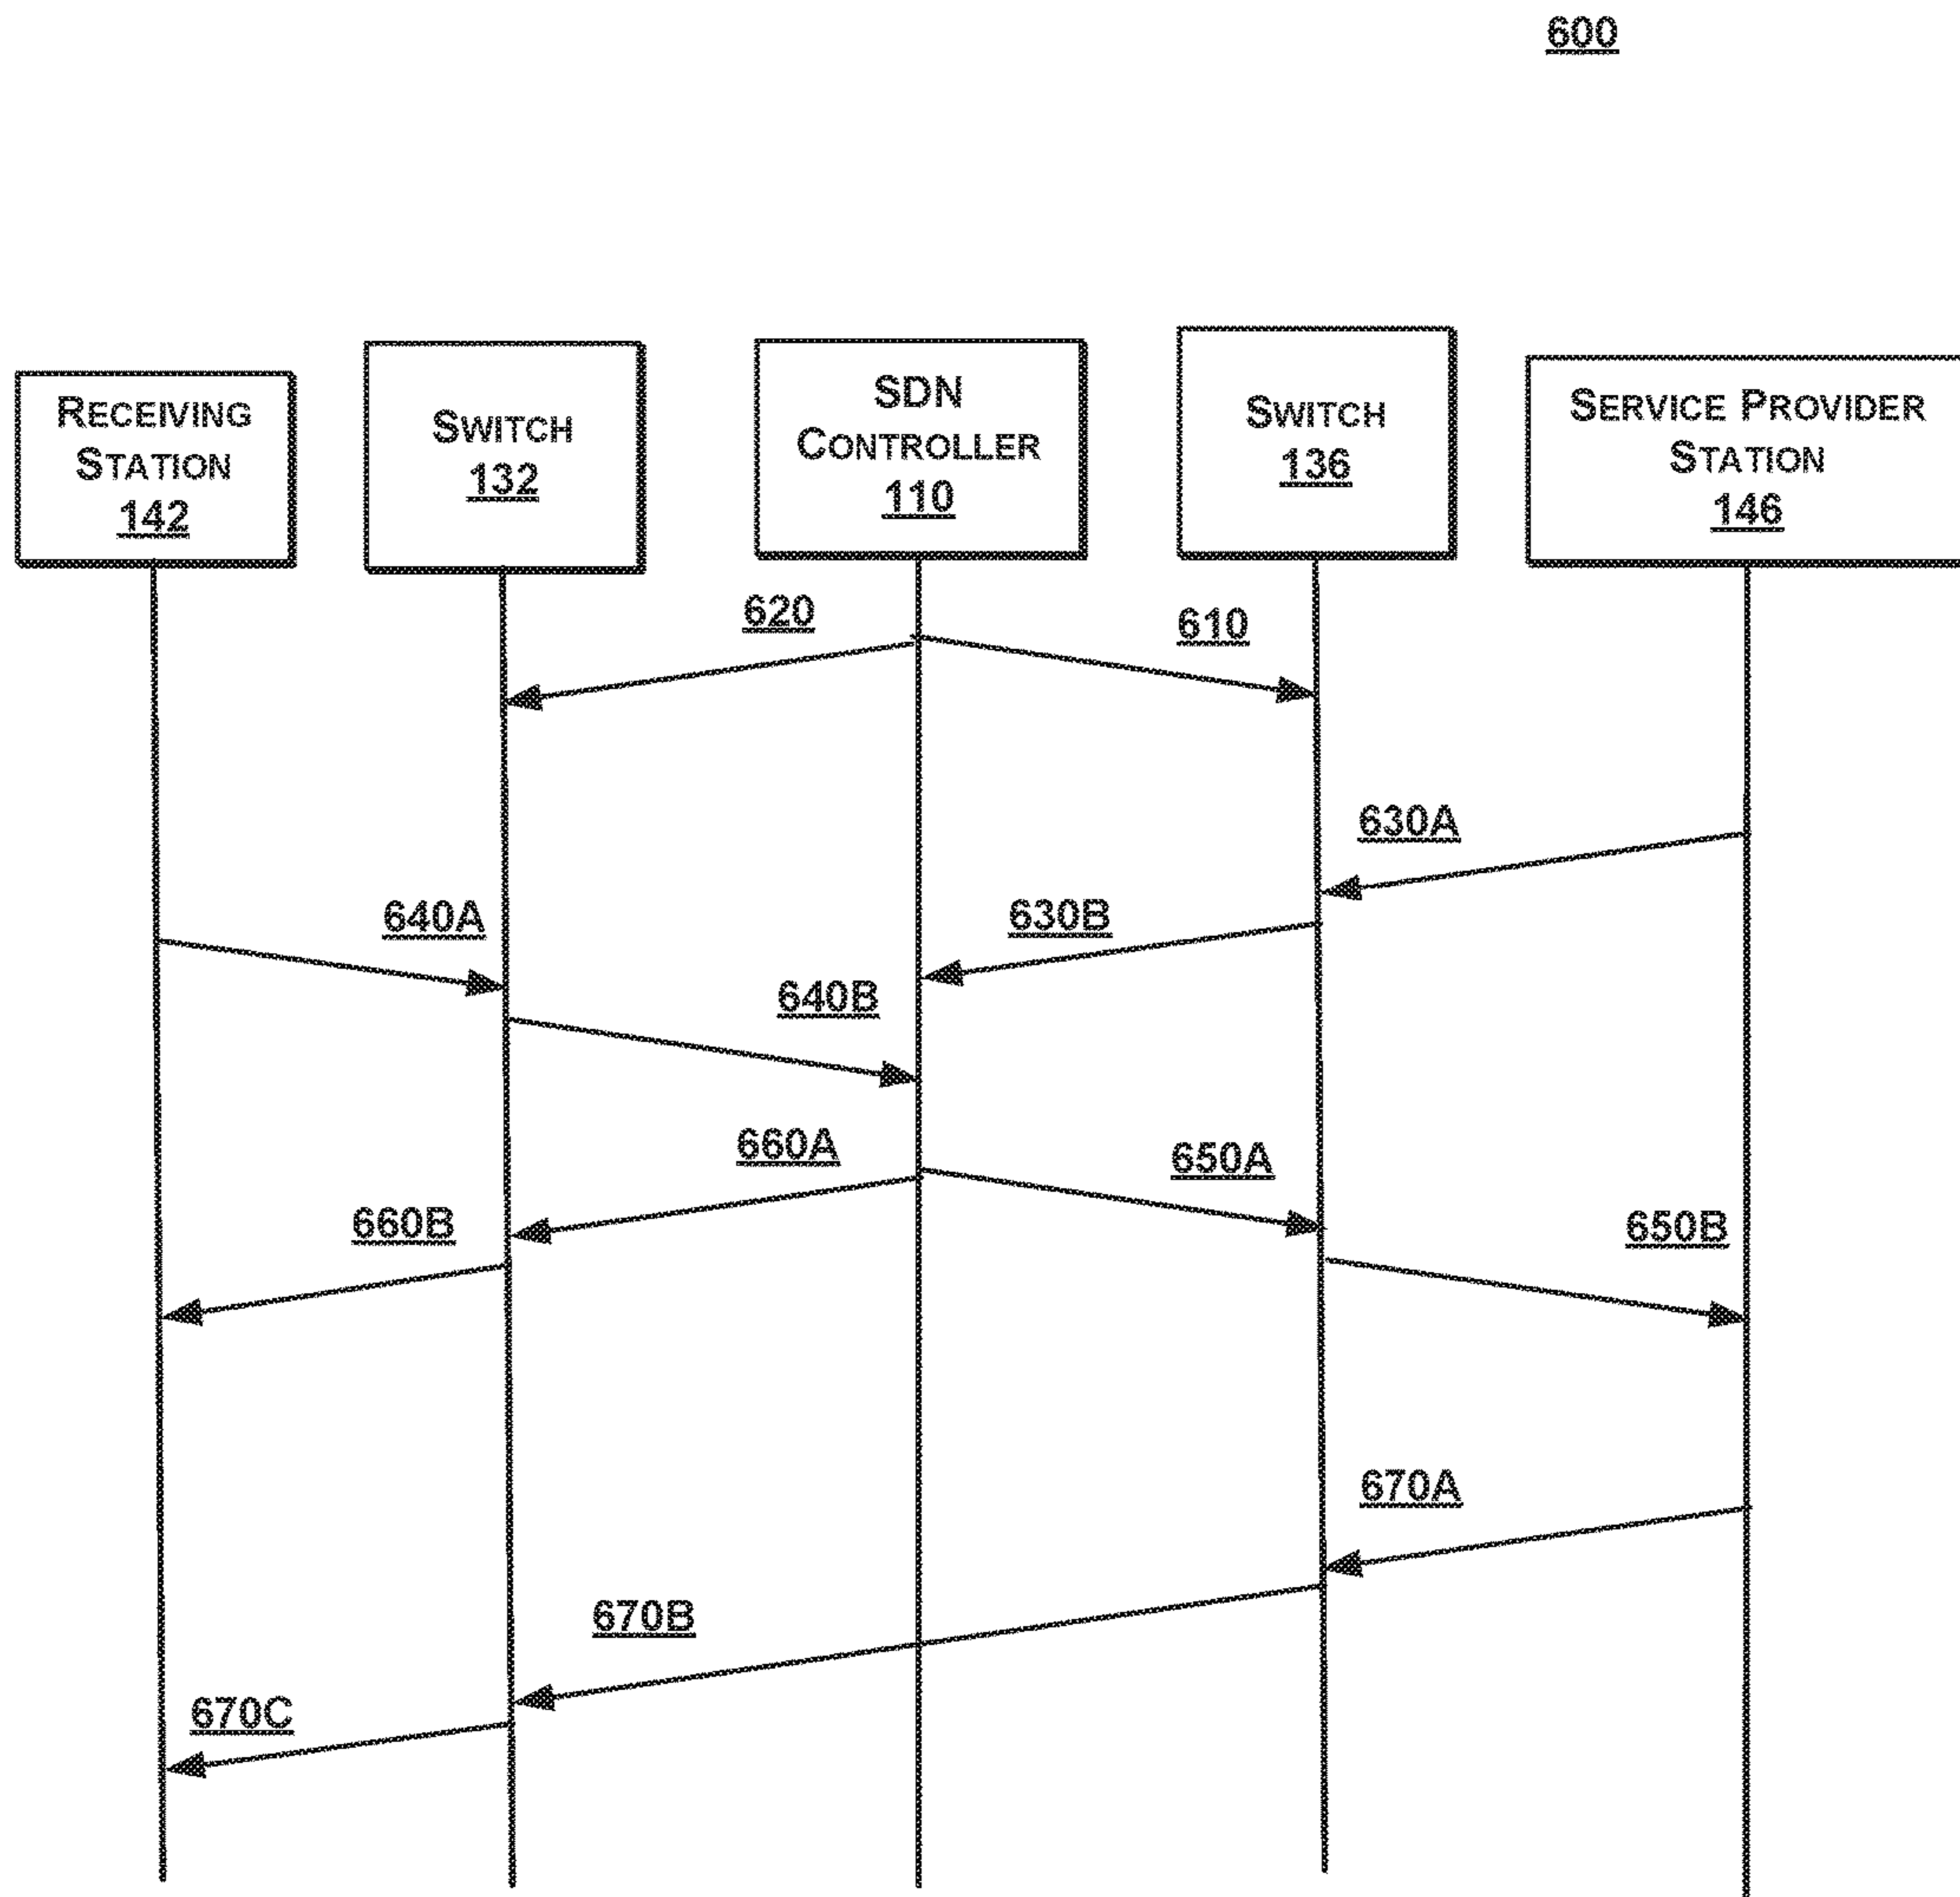 600
RECEIVING
STATION
142
SWITCH
132
SDN
CONTROLLER
110
SWITCH
136
SERVICE PROVIDER
STATION
146
620
610
630A
640A
630B
640B
660A
650A
660B
650B
670A
670B
670C